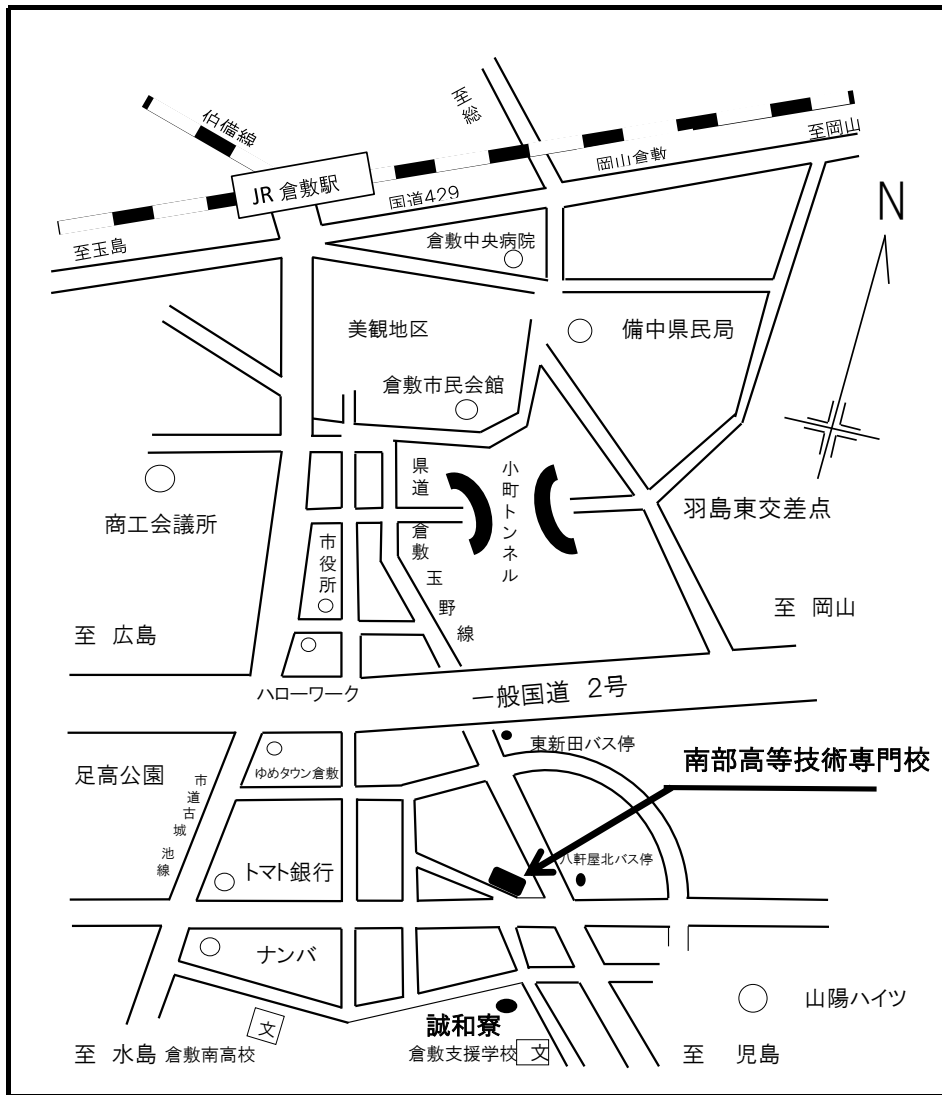 伯備線
至総
至岡山
岡山倉敷
JR 倉敷駅
国道429
N
倉敷中央病院
至玉島
美観地区
備中県民局
倉敷市民会館
県道倉敷玉野線
小町トンネル
羽島東交差点
商工会議所
市役所
至 岡山
至 広島
ハローワーク
一般国道 2号
東新田バス停
南部高等技術専門校
足高公園
ゆめタウン倉敷
市道古城池線
八軒屋北バス停
トマト銀行
ナンバ
山陽ハイツ
誠和寮
文
至 水島
倉敷南高校
倉敷支援学校
文
至 児島